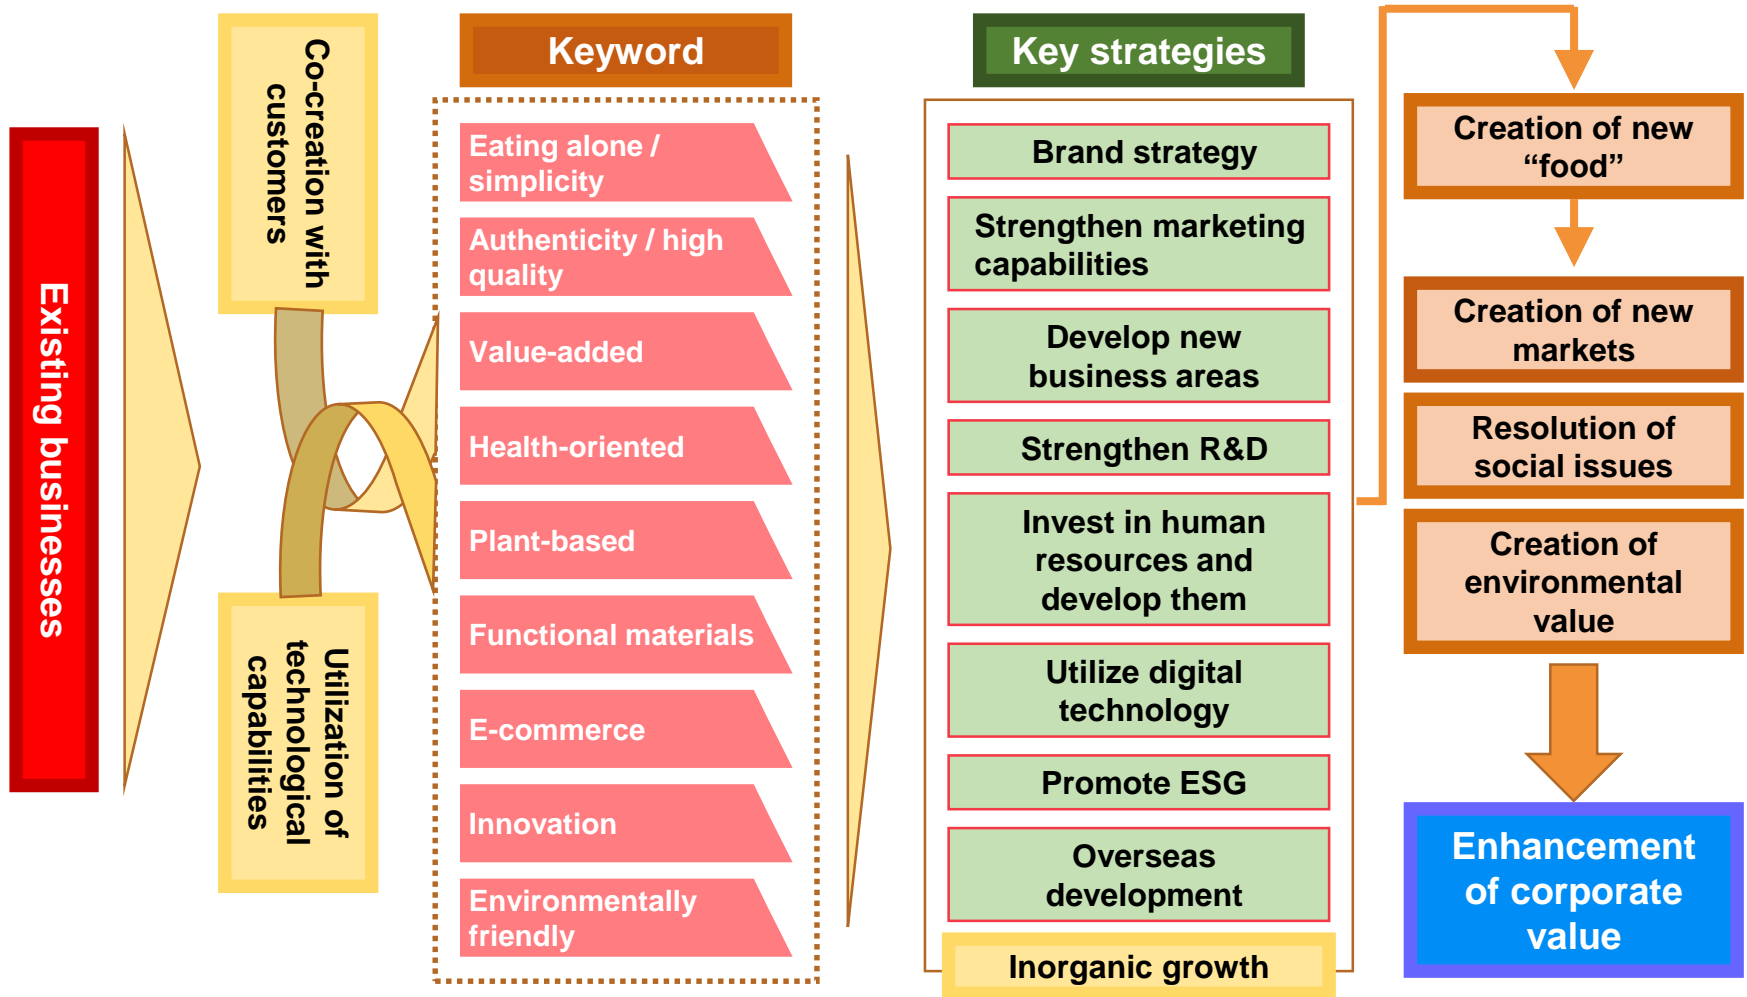 Existing businesses
Co-creation with
customers
Utilization of
technological
capabilities
Keyword
Eating alone /
simplicity
Authenticity / high
quality
Value-added
Health-oriented
Plant-based
Functional materials
E-commerce
Innovation
Environmentally
friendly
Key strategies
Brand strategy
Strengthen marketing
capabilities
Develop new
business areas
Strengthen R&D
Invest in human
resources and
develop them
Utilize digital
technology
Promote ESG
Overseas
development
Inorganic growth
Creation of new
“food”
Creation of new
markets
Resolution of
social issues
Creation of
environmental
value
Enhancement
of corporate
value